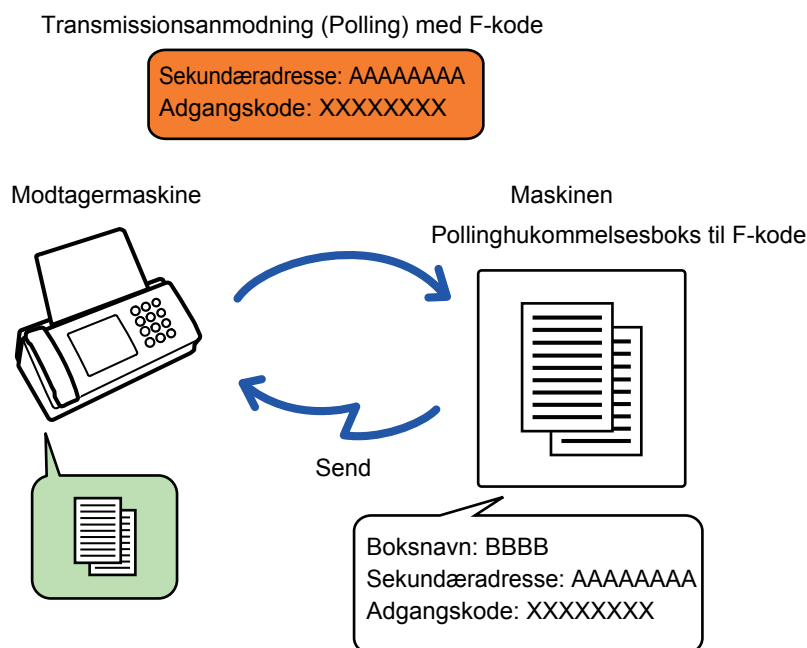 Transmissionsanmodning (Polling) med F-kode
Sekundæradresse: AAAAAAAA
Adgangskode: XXXXXXXX
Modtagermaskine
Maskinen
Pollinghukommelsesboks til F-kode
Send
Boksnavn: BBBB
Sekundæradresse: AAAAAAAA
Adgangskode: XXXXXXXX